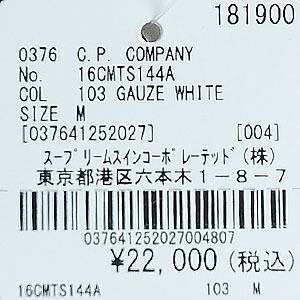 181900
0376 C.P. COMPANY
No. 16CMTS144A
COL 103 GAUZE WHITE
SIZE M
[037641252027] [004]
スープリームスインコーポレーテッド(株)
東京都港区六本木1-8-7
037641252027004807
¥22,000(税込)
16CMTS144A 103 M